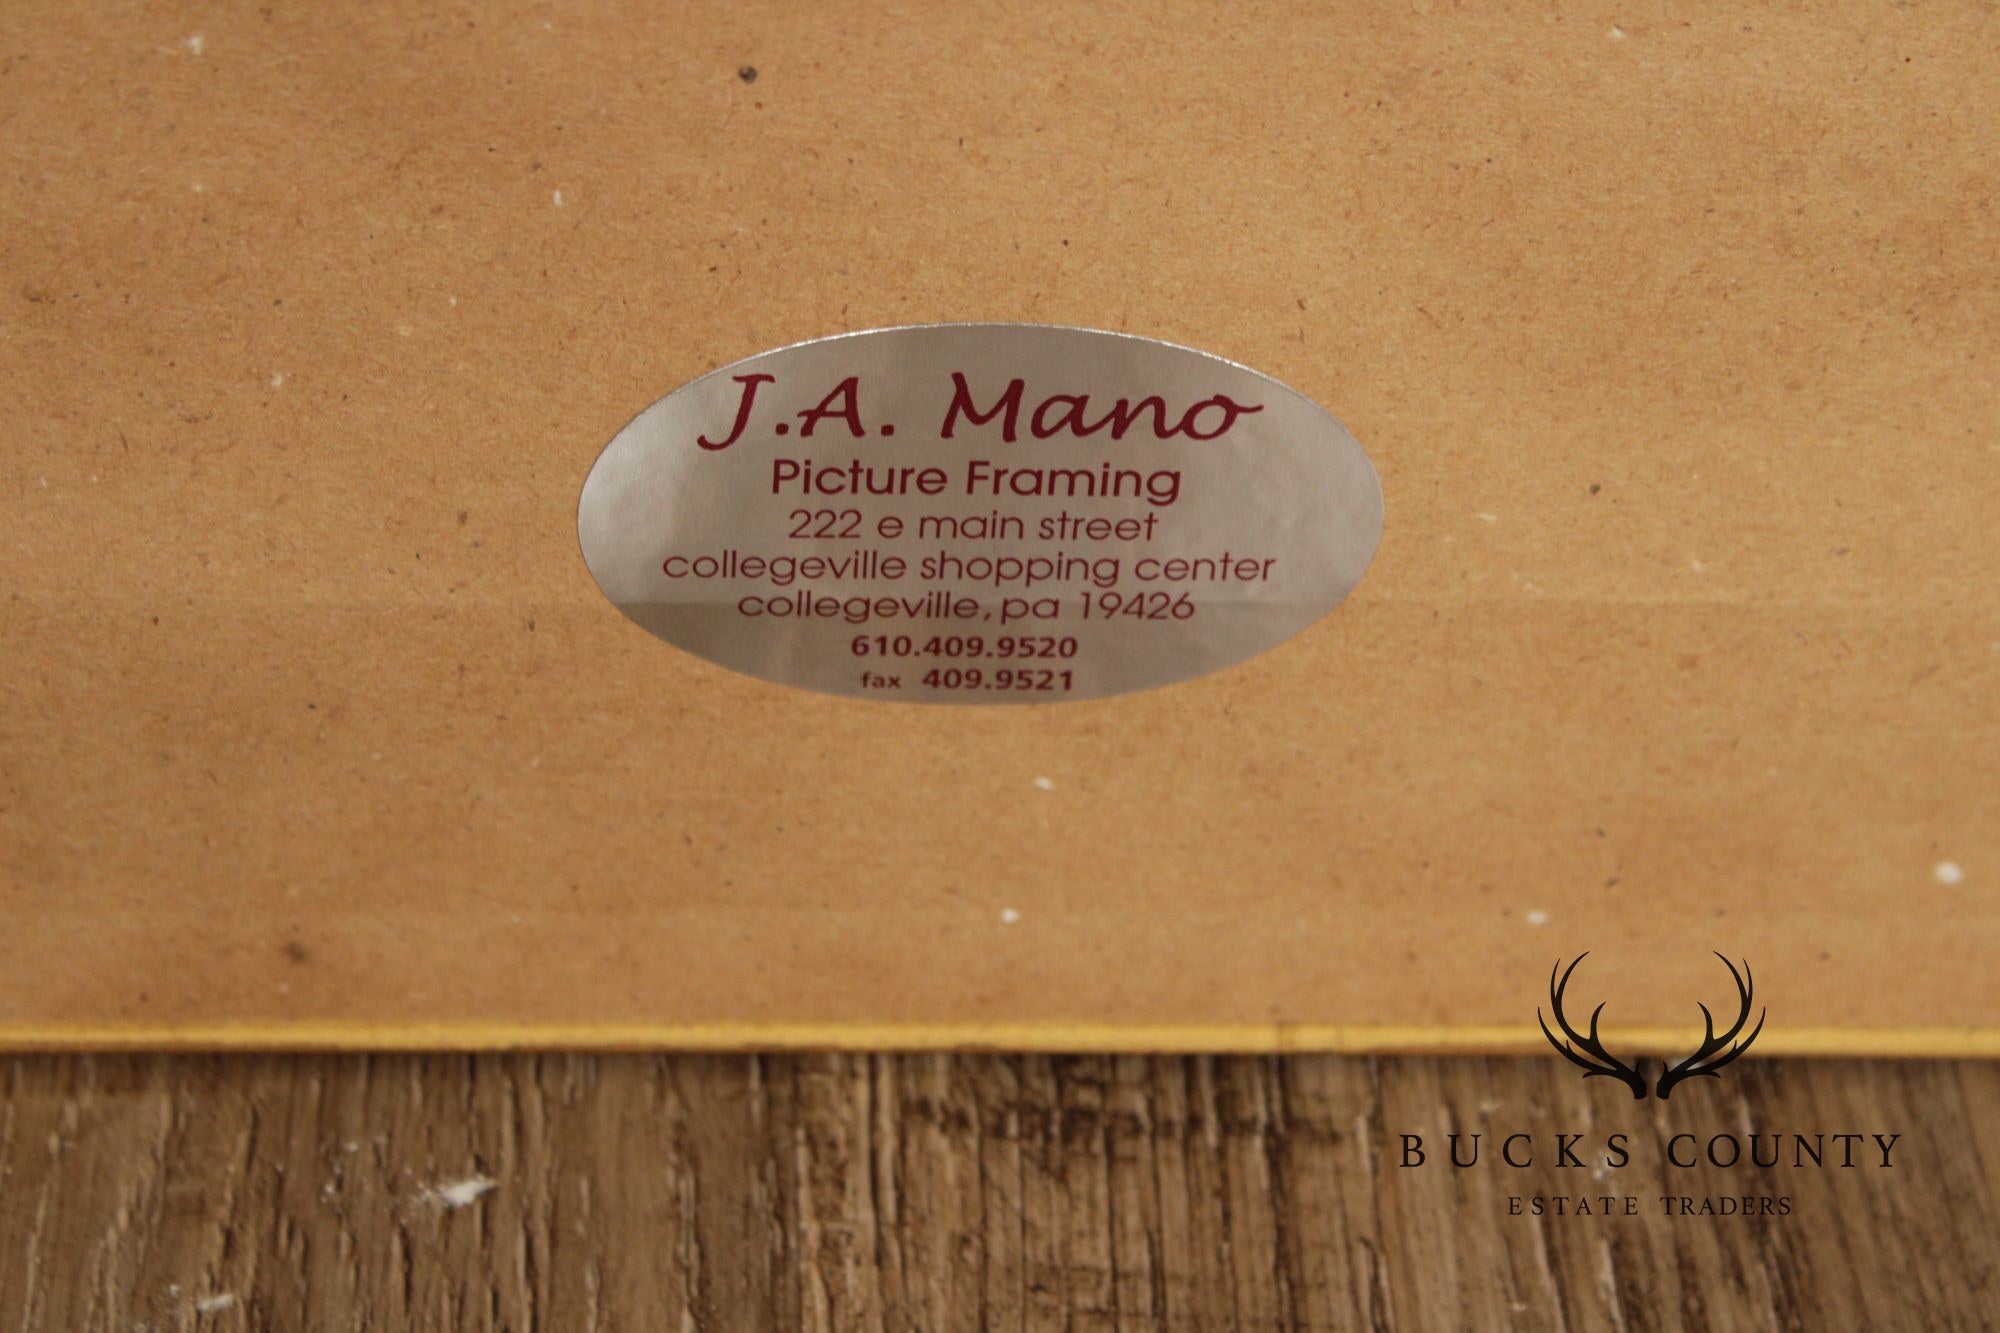 J.A. Mano
Picture Framing
222 e main street
collegeville shopping center
collegeville, pa 19426
610.409.9520
fax 409.9521
BUCKS COUNTY
ESTATE TRADERS